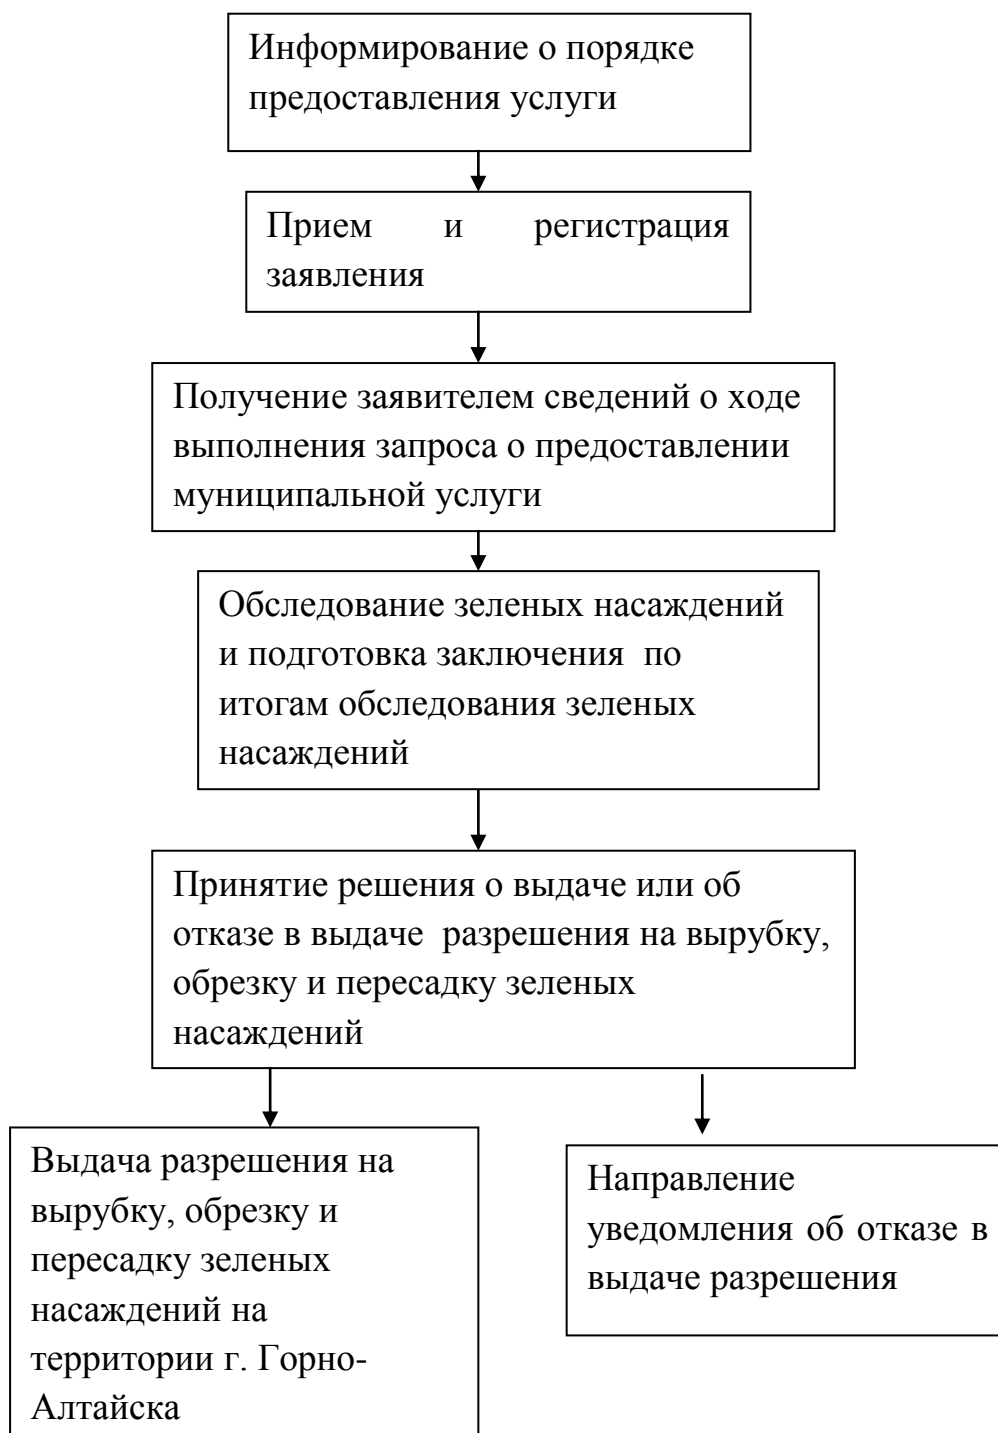 Информирование о порядке
предоставления услуги
Прием и регистрация
заявления
Получение заявителем сведений о ходе
выполнения запроса о предоставлении
муниципальной услуги
Обследование зеленых насаждений
и подготовка заключения по
итогам обследования зеленых
насаждений
Принятие решения о выдаче или об
отказе в выдаче разрешения на вырубку,
обрезку и пересадку зеленых
насаждений
Выдача разрешения на
вырубку, обрезку и
пересадку зеленых
насаждений на
территории г. Горно-
Алтайска
Направление
уведомления об отказе в
выдаче разрешения